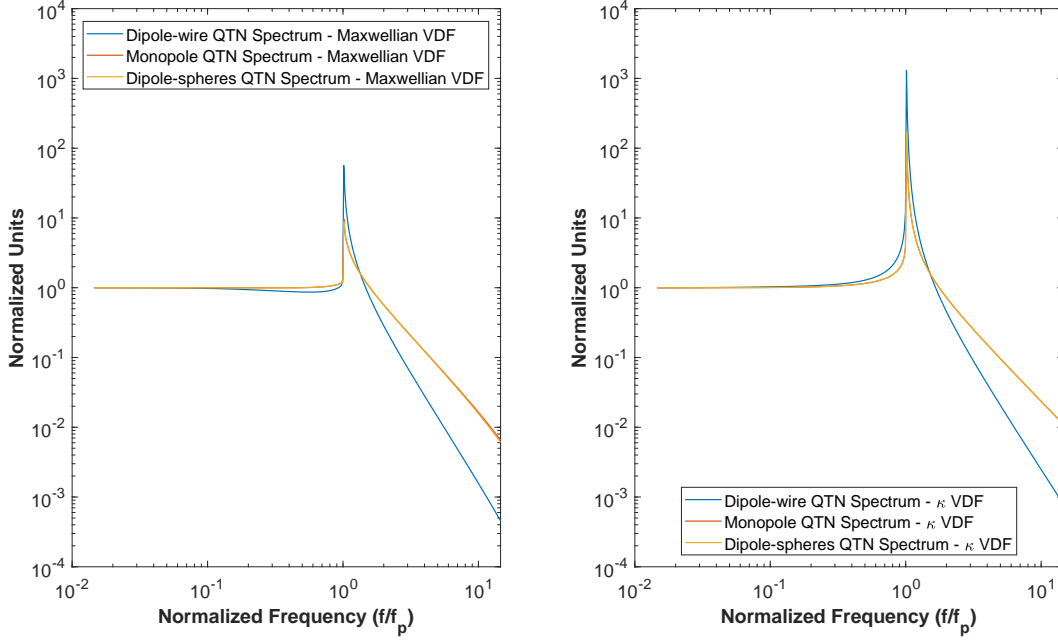 10^4
10^3
10^2
10^1
10^0
10^-1
10^-2
10^-3
10^-4
Normalized Units
Dipole-wire QTN Spectrum - Maxwellian VDF
Monopole QTN Spectrum - Maxwellian VDF
Dipole-spheres QTN Spectrum - Maxwellian VDF
10^-2
10^-1
10^0
10^1
Normalized Frequency (f/f_p)
10^4
10^3
10^2
10^1
10^0
10^-1
10^-2
10^-3
10^-4
Normalized Units
Dipole-wire QTN Spectrum - κ VDF
Monopole QTN Spectrum - κ VDF
Dipole-spheres QTN Spectrum - κ VDF
10^-2
10^-1
10^0
10^1
Normalized Frequency (f/f_p)